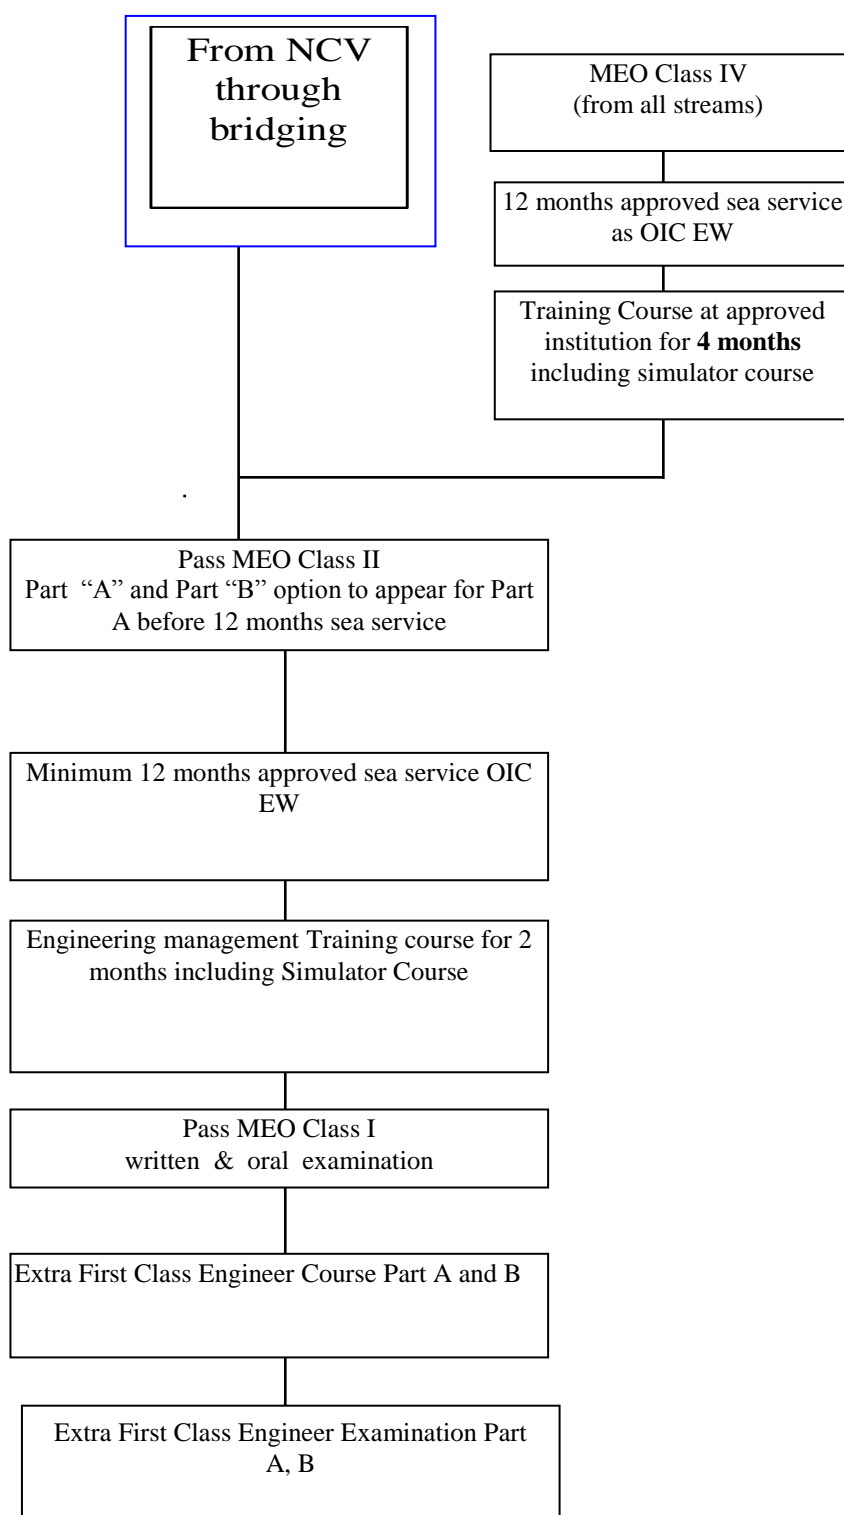 From NCV
through
bridging
MEO Class IV
(from all streams)
12 months approved sea service
as OIC EW
Training Course at approved
institution for 4 months
including simulator course
.
Pass MEO Class II
Part “A” and Part “B” option to appear for Part
A before 12 months sea service
Minimum 12 months approved sea service OIC
EW
Engineering management Training course for 2
months including Simulator Course
Pass MEO Class I
written & oral examination
Extra First Class Engineer Course Part A and B
Extra First Class Engineer Examination Part
A, B